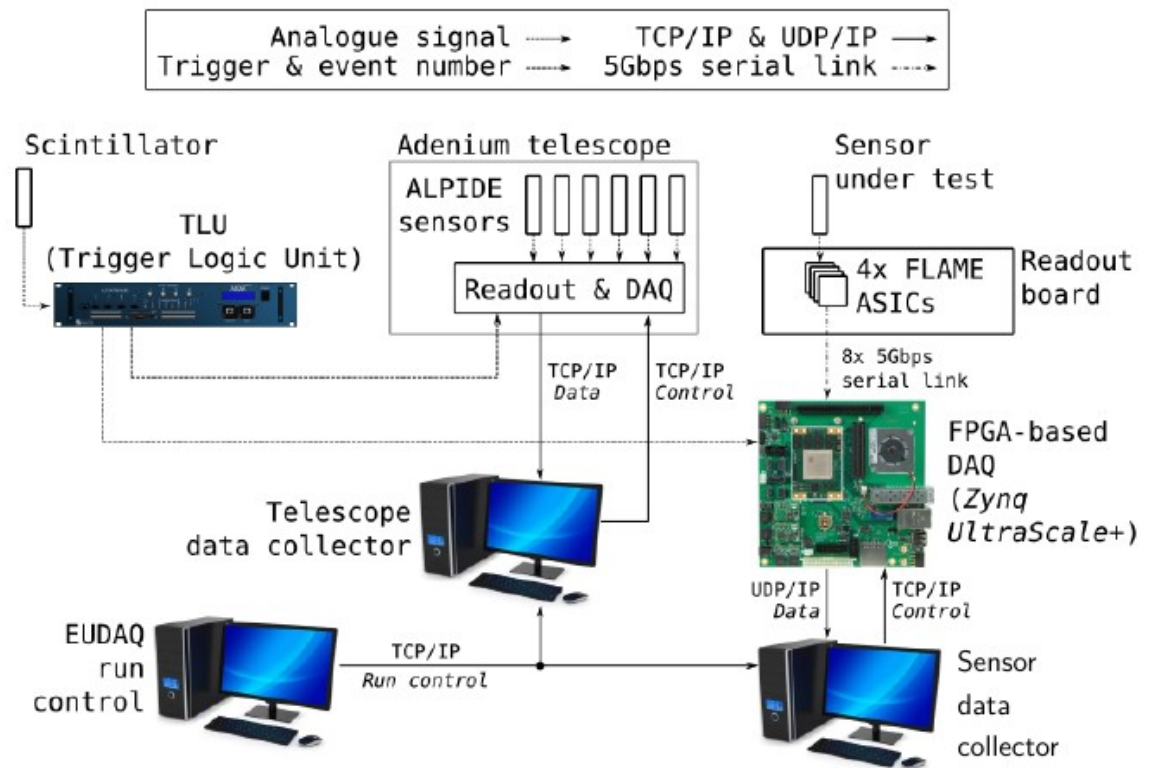 Analogue signal
TCP/IP & UDP/IP
Trigger & event number
5Gbps serial link
Scintillator
Adenium telescope
Sensor
under test
ALPIDE
sensors
TLU
(Trigger Logic Unit)
Readout & DAQ
4x FLAME
ASICs
Readout
board
TCP/IP
Data
TCP/IP
Control
8x 5Gbps
serial link
FPGA-based
DAQ
(Zynq
UltraScale+)
Telescope
data collector
UDP/IP
Data
TCP/IP
Control
EUDAQ
run
control
TCP/IP
Run control
Sensor
data
collector